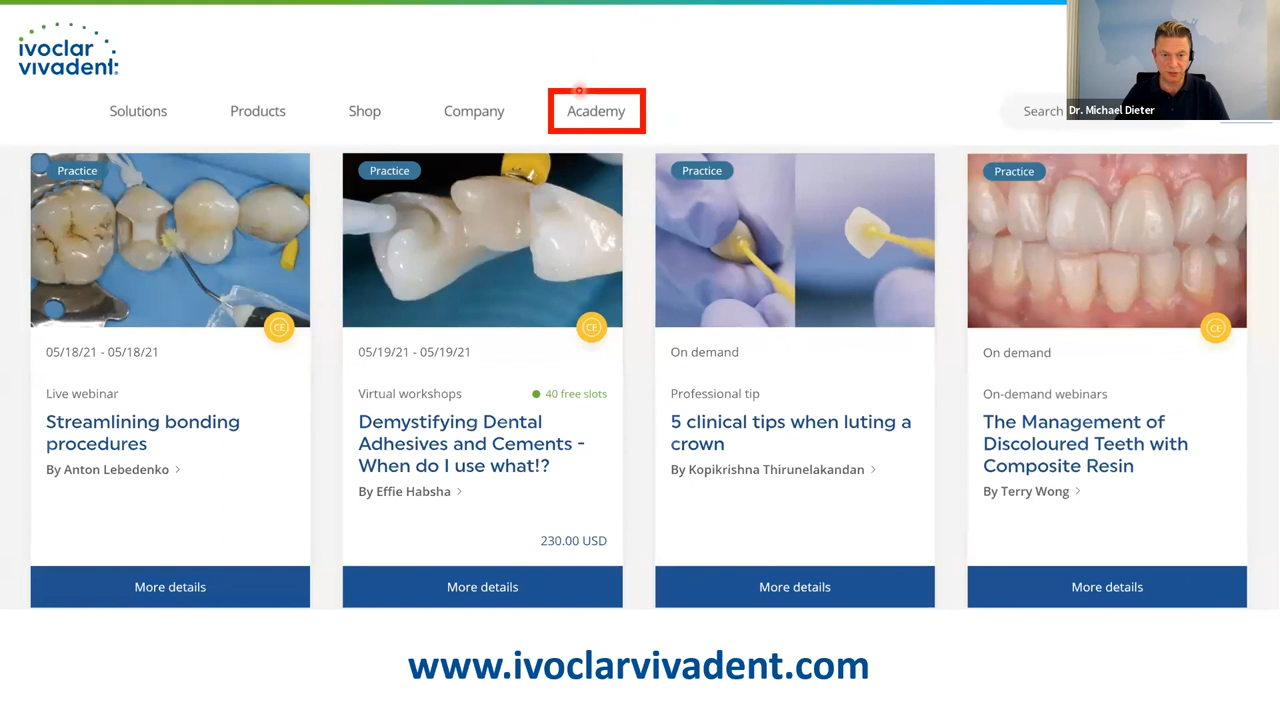 ivoclar
vivadent:
Solutions
Products
Shop
Company
Academy
Search
Dr. Michael Dieter
Practice
CE
05/18/21 - 05/18/21
Live webinar
Streamlining bonding
procedures
By Anton Lebedenko >
More details
Practice
CE
05/19/21 - 05/19/21
Virtual workshops
40 free slots
Demystifying Dental
Adhesives and Cements -
When do I use what!?
By Effie Habsha >
230.00 USD
More details
Practice
On demand
Professional tip
5 clinical tips when luting a
crown
By Kopikrishna Thirunelakandan >
More details
Practice
CE
On demand
On-demand webinars
The Management of
Discoloured Teeth with
Composite Resin
By Terry Wong >
More details
www.ivoclarvivadent.com